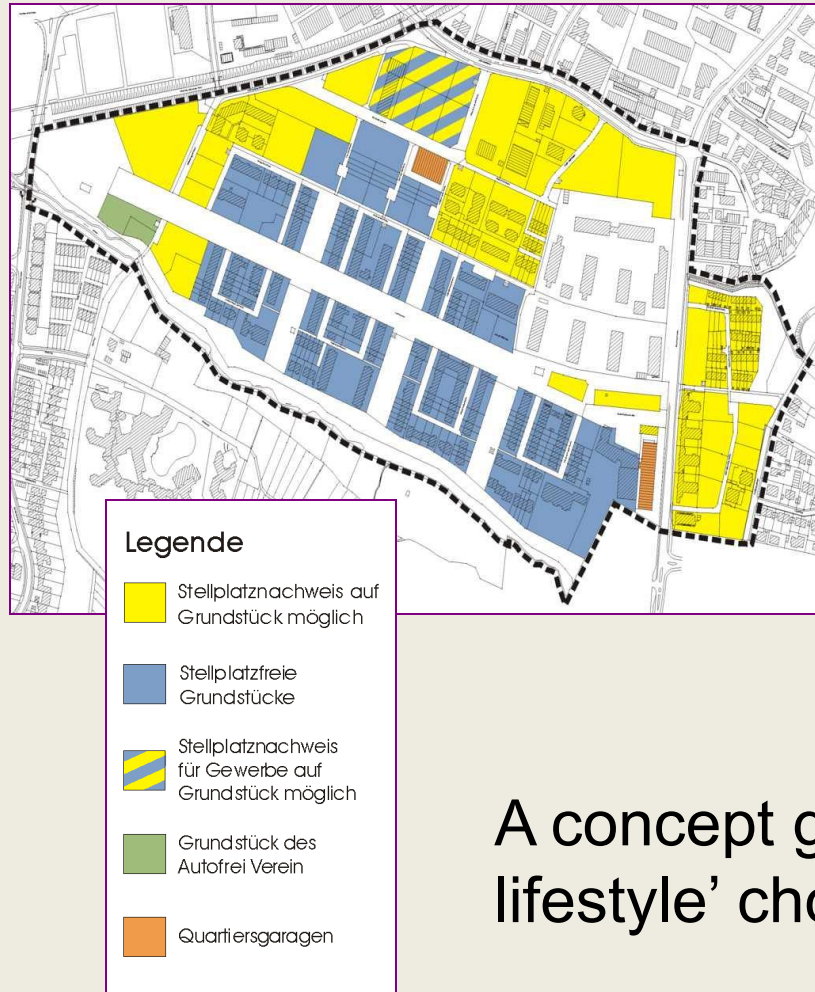 Legende
Stellplatznachweis auf
Grundstück möglich
Stellplatzfreie
Grundstücke
Stellplatznachweis
für Gewerbe auf
Grundstück möglich
Grundstück des
Autofrei Verein
Quartiersgaragen
A concept g
lifestyle’ cho